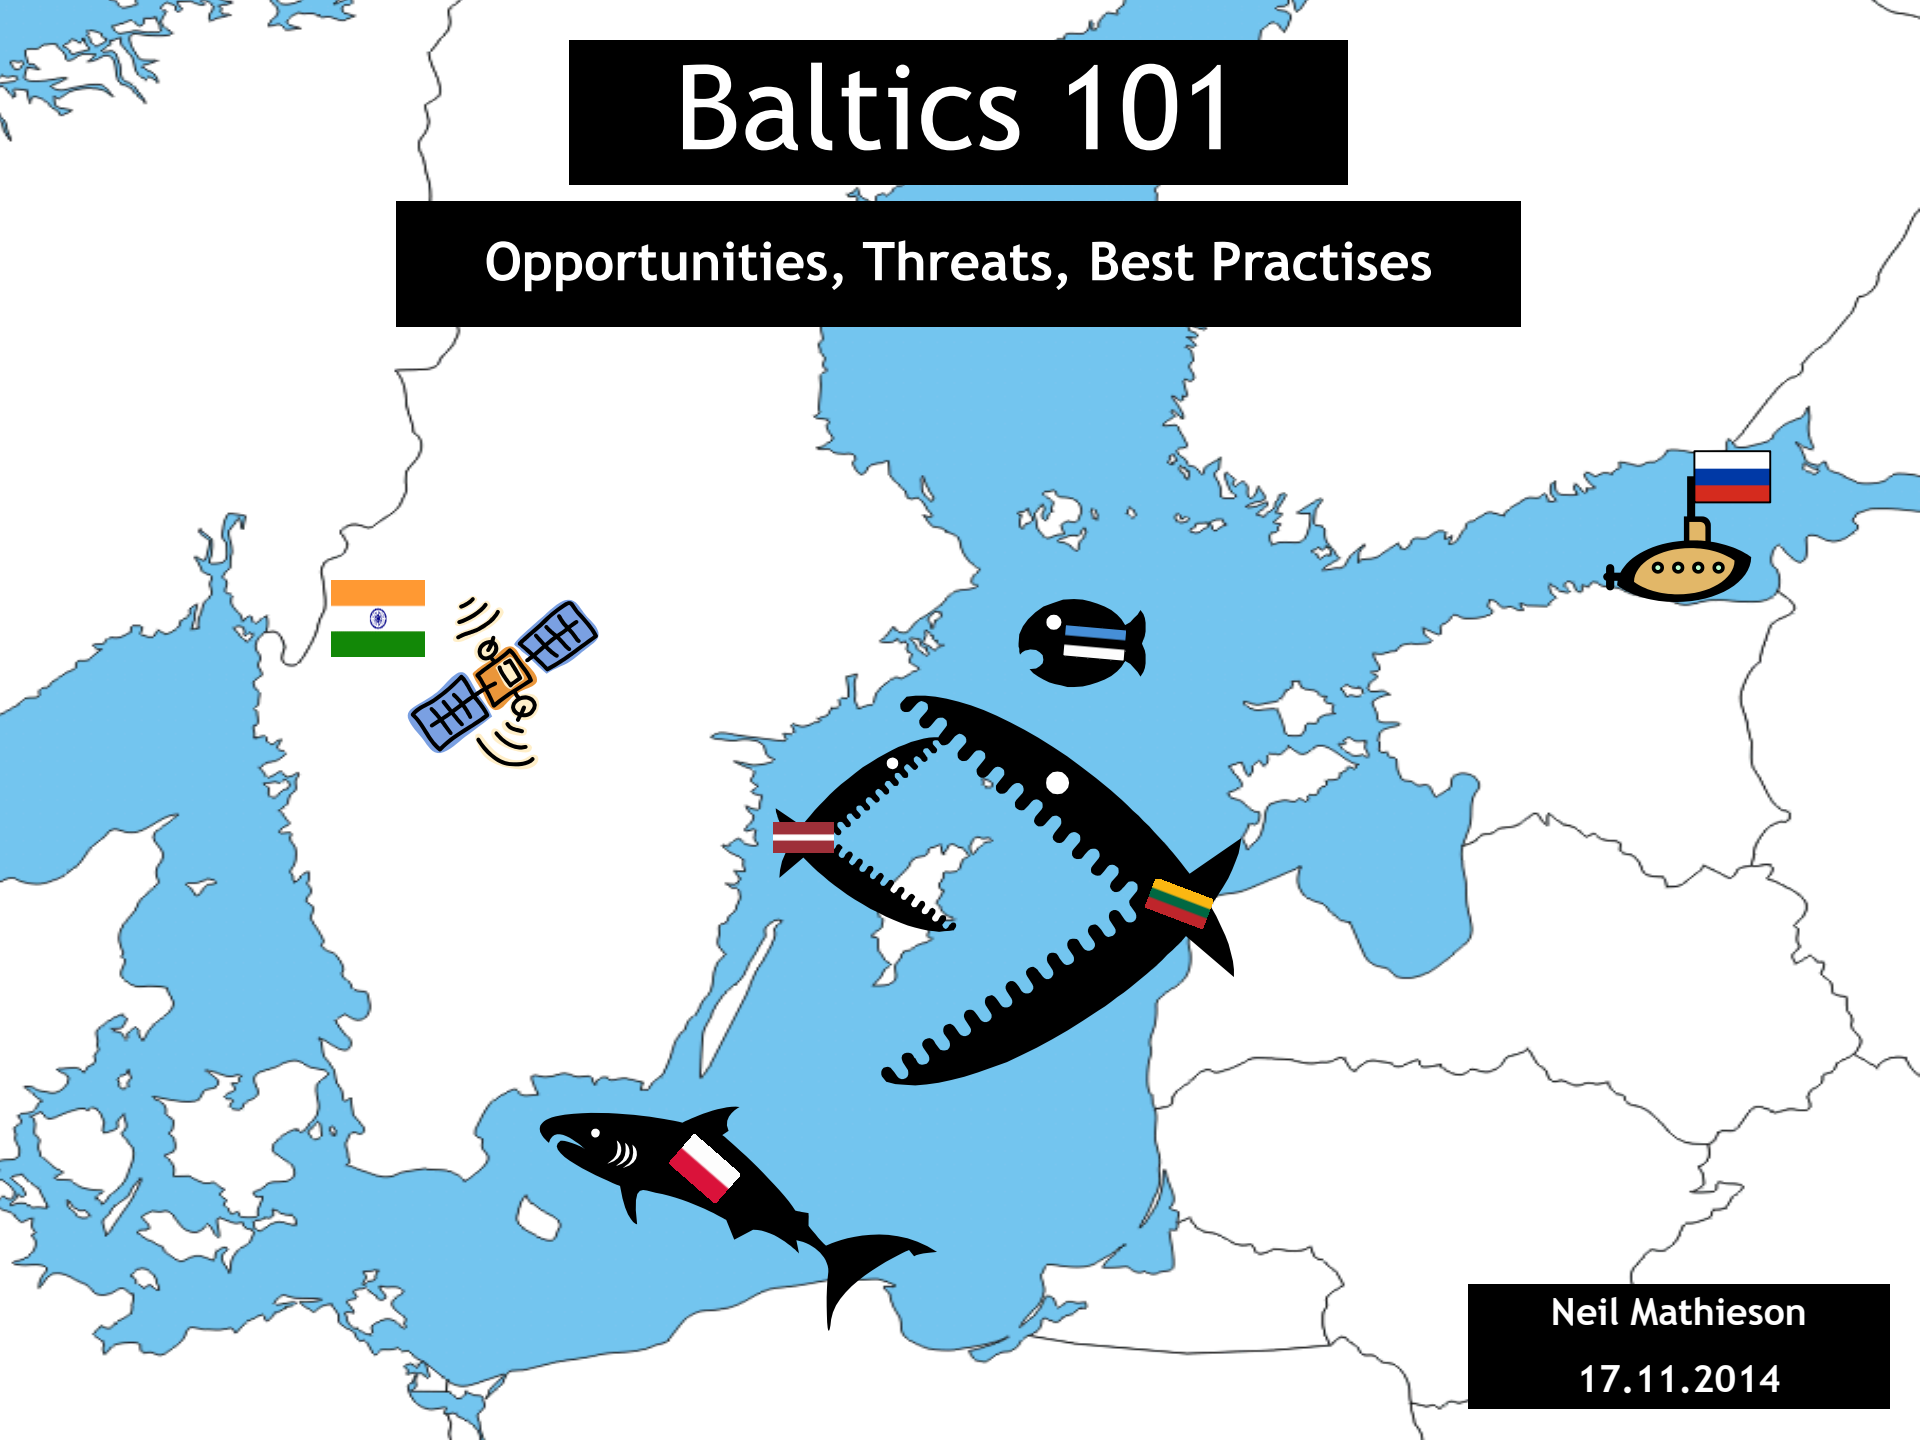 Baltics 101
Opportunities, Threats, Best Practises
Neil Mathieson
17.11.2014